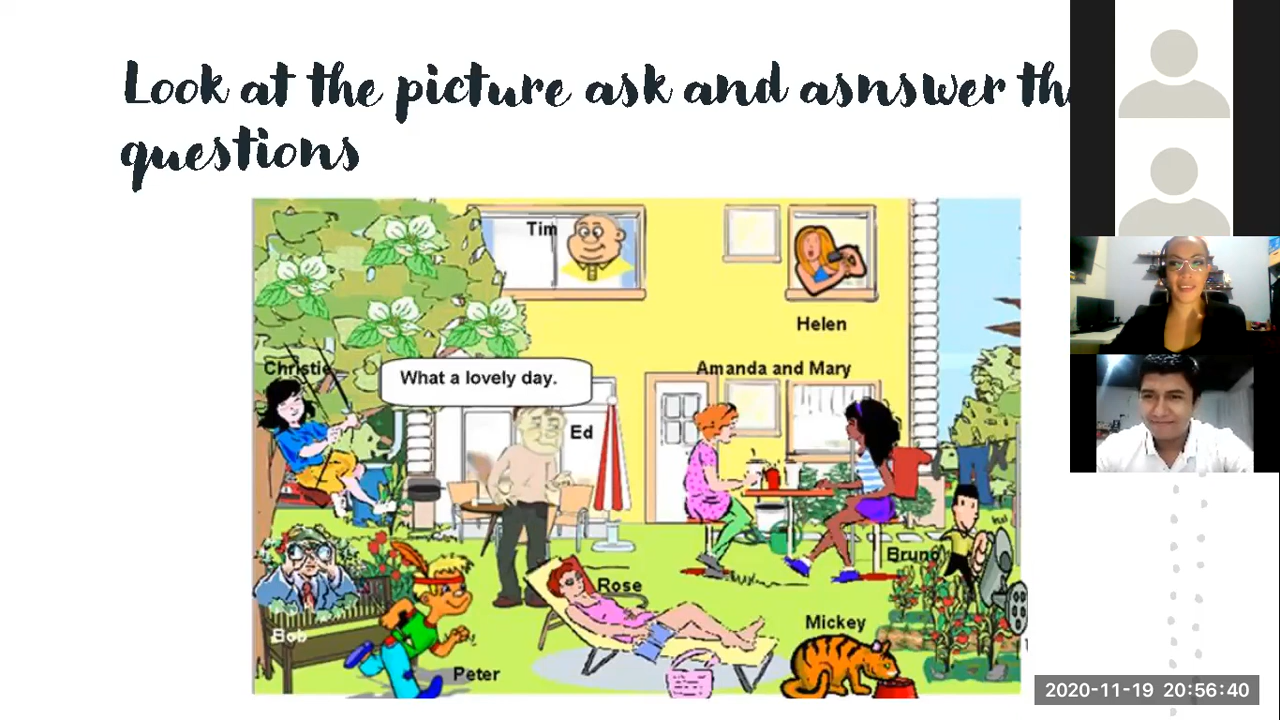 Look at the picture ask and asnswer th
questions
Tim
Helen
Christie
Amanda and Mary
What a lovely day.
Ed
Bruno
Rose
Mickey
Bob
Peter
2020-11-19 20:56:40